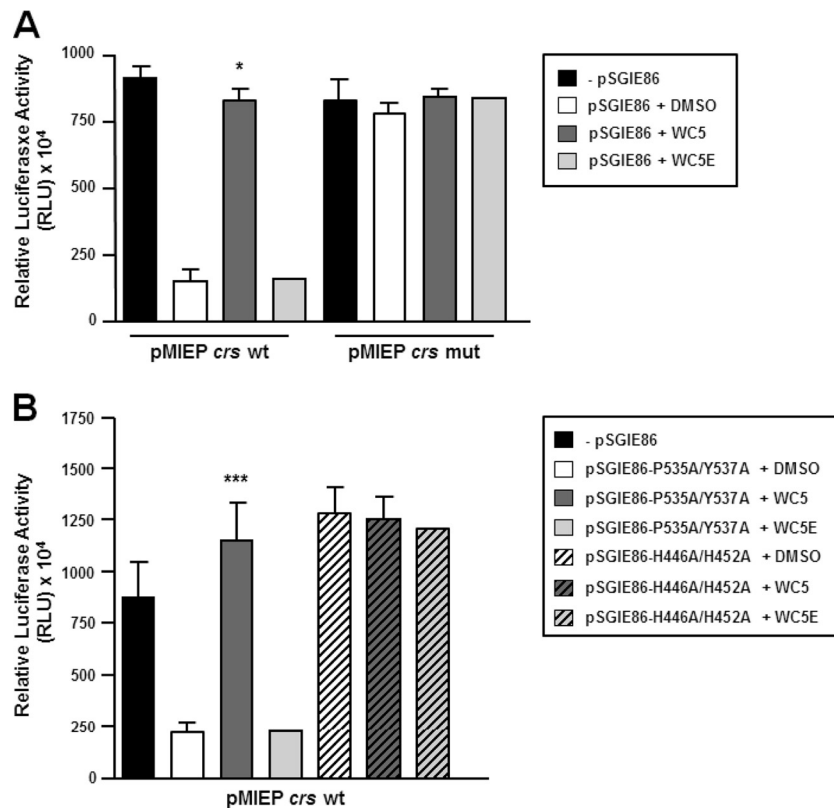 A
Relative Luciferasxe Activity
(RLU) x 10⁴
1000
750
500
250
0
*
pMIEP crs wt
pMIEP crs mut
- pSGIE86
pSGIE86 + DMSO
pSGIE86 + WC5
pSGIE86 + WC5E
B
Relative Luciferase Activity
(RLU) x 10⁴
1750
1500
1250
1000
750
500
250
0
***
pMIEP crs wt
- pSGIE86
pSGIE86-P535A/Y537A + DMSO
pSGIE86-P535A/Y537A + WC5
pSGIE86-P535A/Y537A + WC5E
pSGIE86-H446A/H452A + DMSO
pSGIE86-H446A/H452A + WC5
pSGIE86-H446A/H452A + WC5E